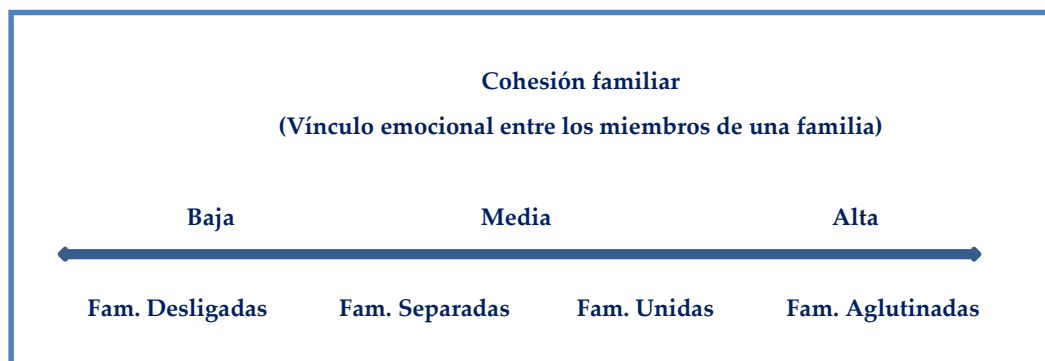 Cohesión familiar
(Vínculo emocional entre los miembros de una familia)
Baja Media Alta
Fam. Desligadas Fam. Separadas Fam. Unidas Fam. Aglutinadas